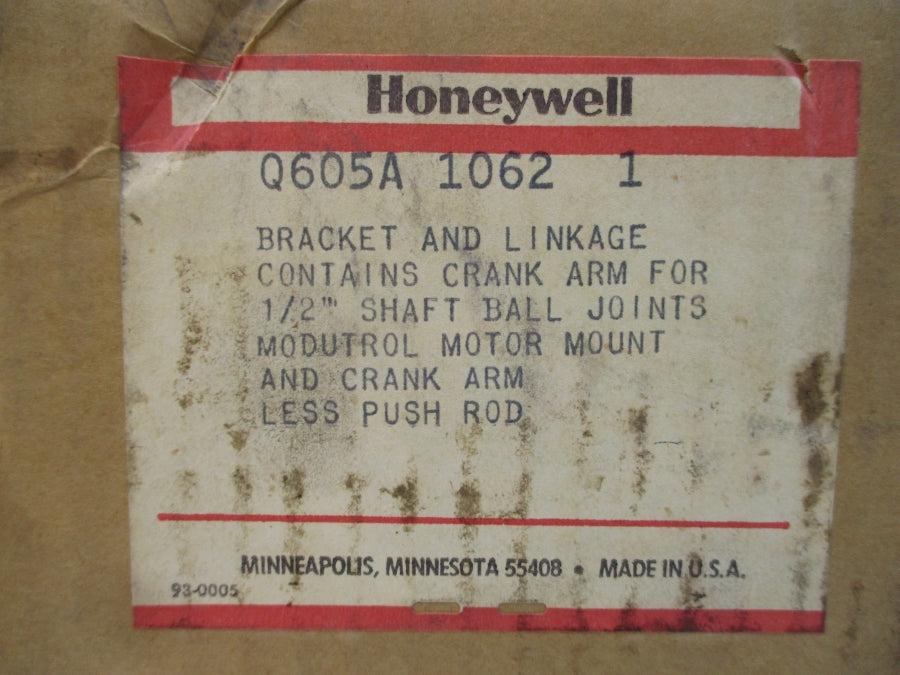 Honeywell
Q605A 1062 1
BRACKET AND LINKAGE
CONTAINS CRANK ARM FOR
1/2"' SHAFT BALL JOINTS
MODUTROL MOTOR MOUNT
AND CRANK ARM
LESS PUSH ROD
MINNEAPOLIS, MINNESOTA 55408 • MADE IN U.S.A.
93-0005